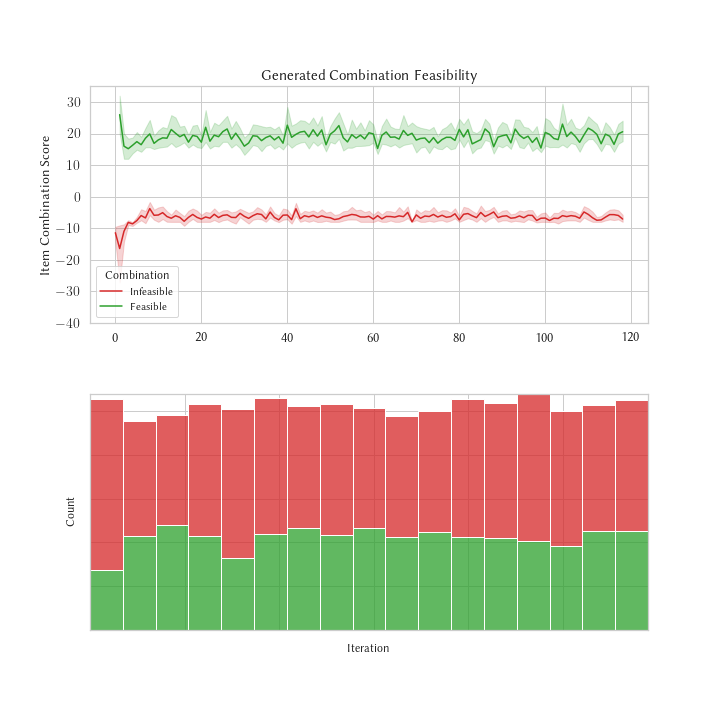 Generated Combination Feasibility
Item Combination Score
30
20
10
0
−10
−20
−30
−40
Combination
Infeasible
Feasible
0 20 40 60 80 100 120
Count
Iteration